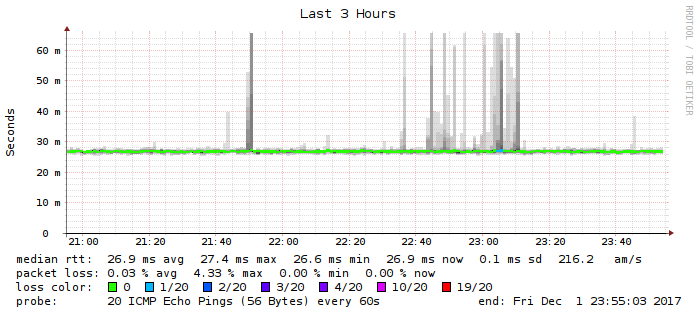 Last 3 Hours
RRDTOOL / TOBI OETIKER
Seconds
60 m
50 m
40 m
30 m
20 m
10 m
0
21:00 21:20 21:40 22:00 22:20 22:40 23:00 23:20 23:40
median rtt: 26.9 ms avg 27.4 ms max 26.6 ms min 26.9 ms now 0.1 ms sd 216.2 am/s
packet loss: 0.03 % avg 4.33 % max 0.00 % min 0.00 % now
loss color: 0 1/20 2/20 3/20 4/20 10/20 19/20
probe: 20 ICMP Echo Pings (56 Bytes) every 60s end: Fri Dec 1 23:55:03 2017